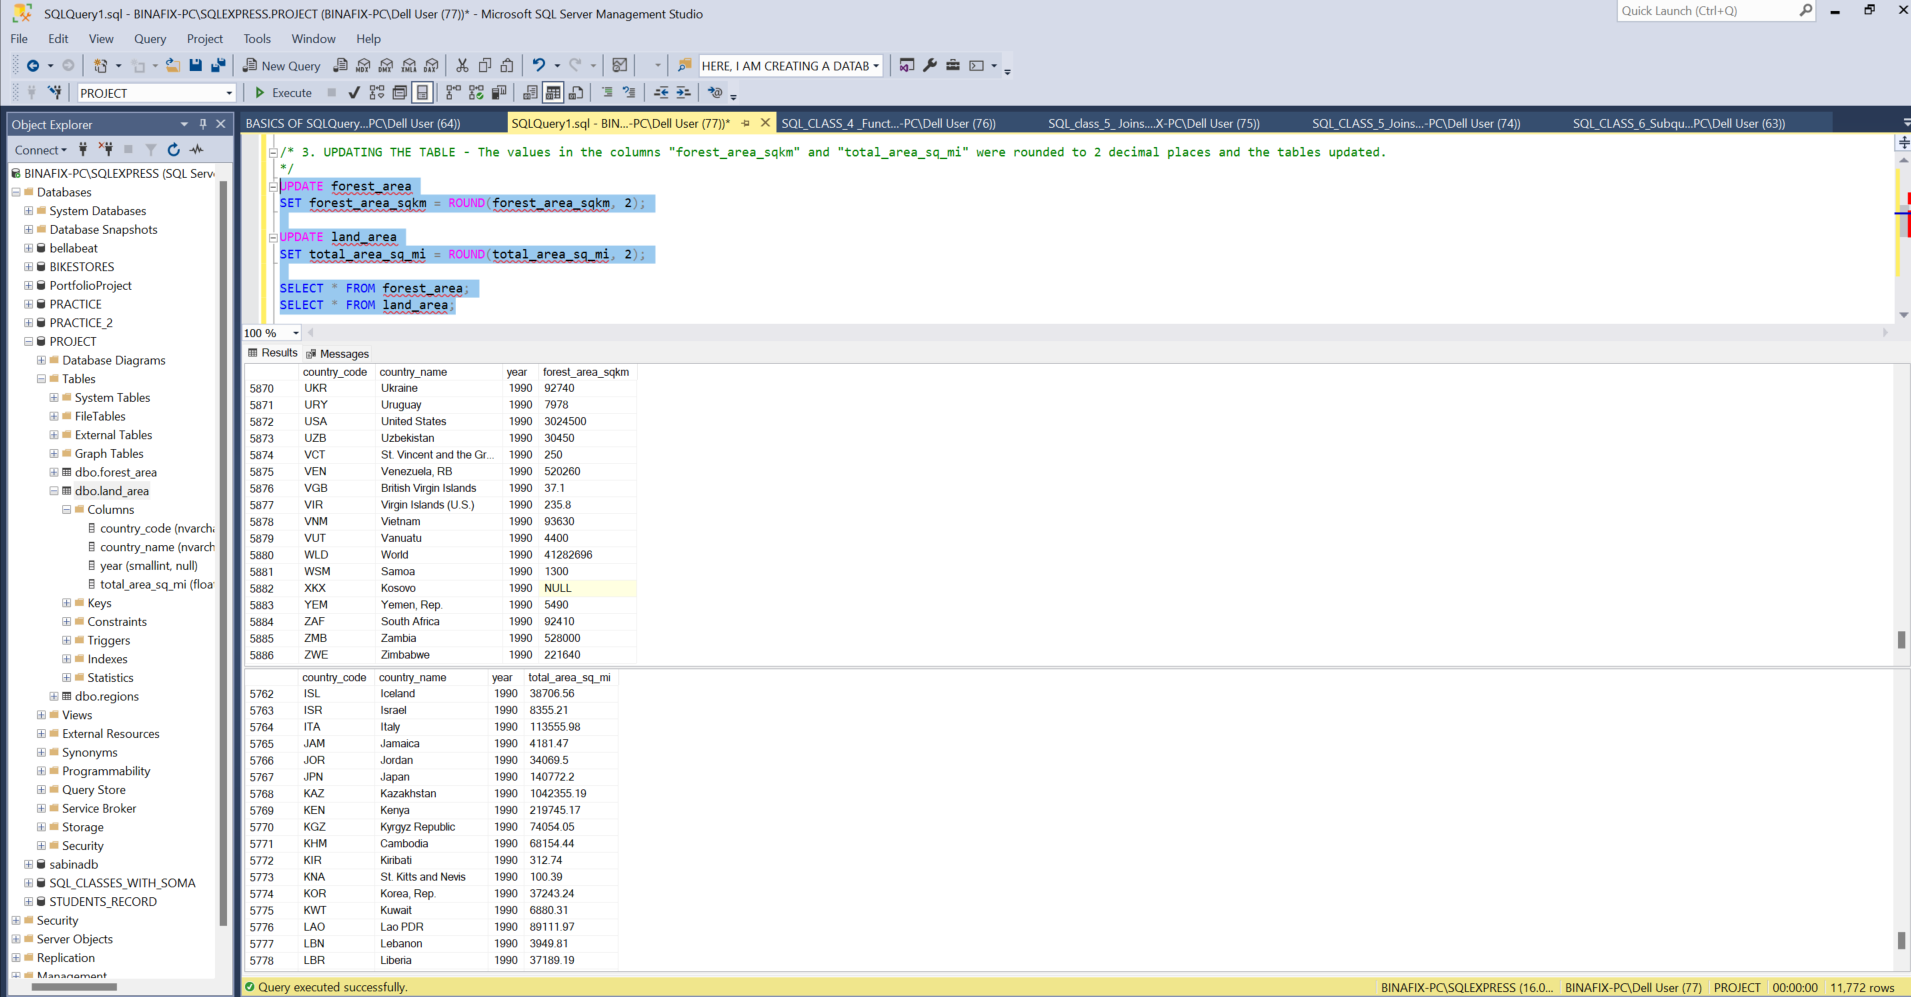 SQLQuery1.sql - BINAFIX-PC\SQLEXPRESS.PROJECT (BINAFIX-PC\Dell User (77))* - Microsoft SQL Server Management Studio
Quick Launch (Ctrl+Q)
File Edit View Query Project Tools Window Help
New Query MDX DMX XMLA DAX HERE, I AM CREATING A DATAB
PROJECT Execute
Object Explorer
BASICS OF SQLQuery...PC\Dell User (64)) SQLQuery1.sql - BIN...-PC\Dell User (77))* SQL_CLASS_4 _Funct...-PC\Dell User (76)) SQL_class_5_ Joins....X-PC\Dell User (75)) SQL_CLASS_5_Joins...-PC\Dell User (74)) SQL_CLASS_6_Subqu...PC\Dell User (63))
Connect
BINAFIX-PC\SQLEXPRESS (SQL Serv
Databases
System Databases
Database Snapshots
bellabeat
BIKESTORES
PortfolioProject
PRACTICE
PRACTICE_2
PROJECT
Database Diagrams
Tables
System Tables
FileTables
External Tables
Graph Tables
dbo.forest_area
dbo.land_area
Columns
country_code (nvarcha
country_name (nvarch
year (smallint, null)
total_area_sq_mi (floa
Keys
Constraints
Triggers
Indexes
Statistics
dbo.regions
Views
External Resources
Synonyms
Programmability
Query Store
Service Broker
Storage
Security
sabinadb
SQL_CLASSES_WITH_SOMA
STUDENTS_RECORD
Security
Server Objects
Replication
Management
/* 3. UPDATING THE TABLE - The values in the columns "forest_area_sqkm" and "total_area_sq_mi" were rounded to 2 decimal places and the tables updated.
*/
UPDATE forest_area
SET forest_area_sqkm = ROUND(forest_area_sqkm, 2);
UPDATE land_area
SET total_area_sq_mi = ROUND(total_area_sq_mi, 2);
SELECT * FROM forest_area;
SELECT * FROM land_area;
100 %
Results Messages
country_code country_name year forest_area_sqkm
5870 UKR Ukraine 1990 92740
5871 URY Uruguay 1990 7978
5872 USA United States 1990 3024500
5873 UZB Uzbekistan 1990 30450
5874 VCT St. Vincent and the Gr... 1990 250
5875 VEN Venezuela, RB 1990 520260
5876 VGB British Virgin Islands 1990 37.1
5877 VIR Virgin Islands (U.S.) 1990 235.8
5878 VNM Vietnam 1990 93630
5879 VUT Vanuatu 1990 4400
5880 WLD World 1990 41282696
5881 WSM Samoa 1990 1300
5882 XKX Kosovo 1990 NULL
5883 YEM Yemen, Rep. 1990 5490
5884 ZAF South Africa 1990 92410
5885 ZMB Zambia 1990 528000
5886 ZWE Zimbabwe 1990 221640
country_code country_name year total_area_sq_mi
5762 ISL Iceland 1990 38706.56
5763 ISR Israel 1990 8355.21
5764 ITA Italy 1990 113555.98
5765 JAM Jamaica 1990 4181.47
5766 JOR Jordan 1990 34069.5
5767 JPN Japan 1990 140772.2
5768 KAZ Kazakhstan 1990 1042355.19
5769 KEN Kenya 1990 219745.17
5770 KGZ Kyrgyz Republic 1990 74054.05
5771 KHM Cambodia 1990 68154.44
5772 KIR Kiribati 1990 312.74
5773 KNA St. Kitts and Nevis 1990 100.39
5774 KOR Korea, Rep. 1990 37243.24
5775 KWT Kuwait 1990 6880.31
5776 LAO Lao PDR 1990 89111.97
5777 LBN Lebanon 1990 3949.81
5778 LBR Liberia 1990 37189.19
Query executed successfully. BINAFIX-PC\SQLEXPRESS (16.0... BINAFIX-PC\Dell User (77) PROJECT 00:00:00 11,772 rows